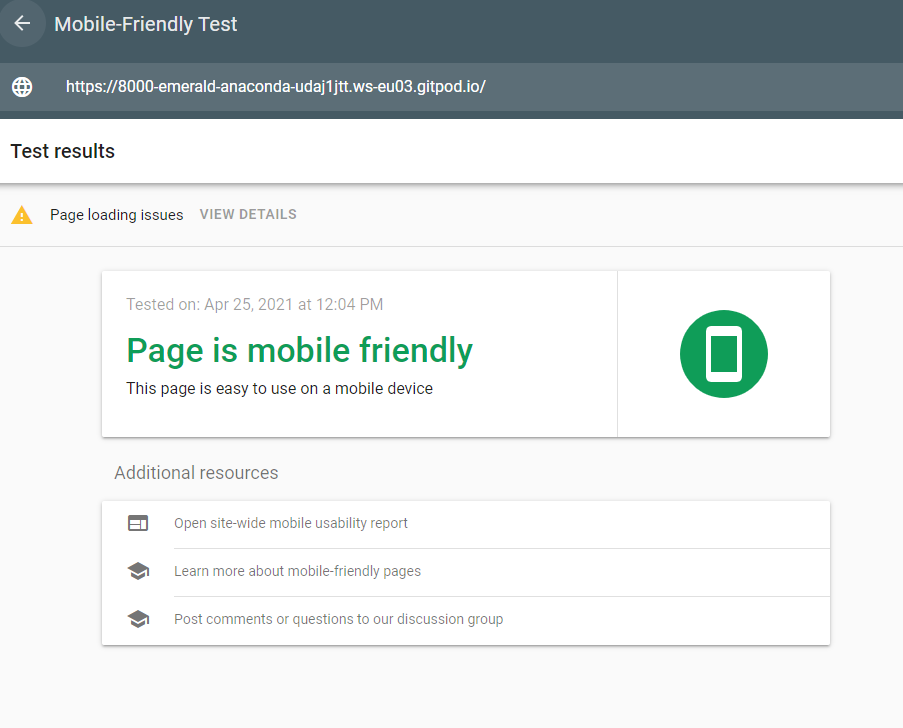 Mobile-Friendly Test
https://8000-emerald-anaconda-udaj1jtt.ws-eu03.gitpod.io/
Test results
Page loading issues VIEW DETAILS
Tested on: Apr 25, 2021 at 12:04 PM
Page is mobile friendly
This page is easy to use on a mobile device
Additional resources
Open site-wide mobile usability report
Learn more about mobile-friendly pages
Post comments or questions to our discussion group